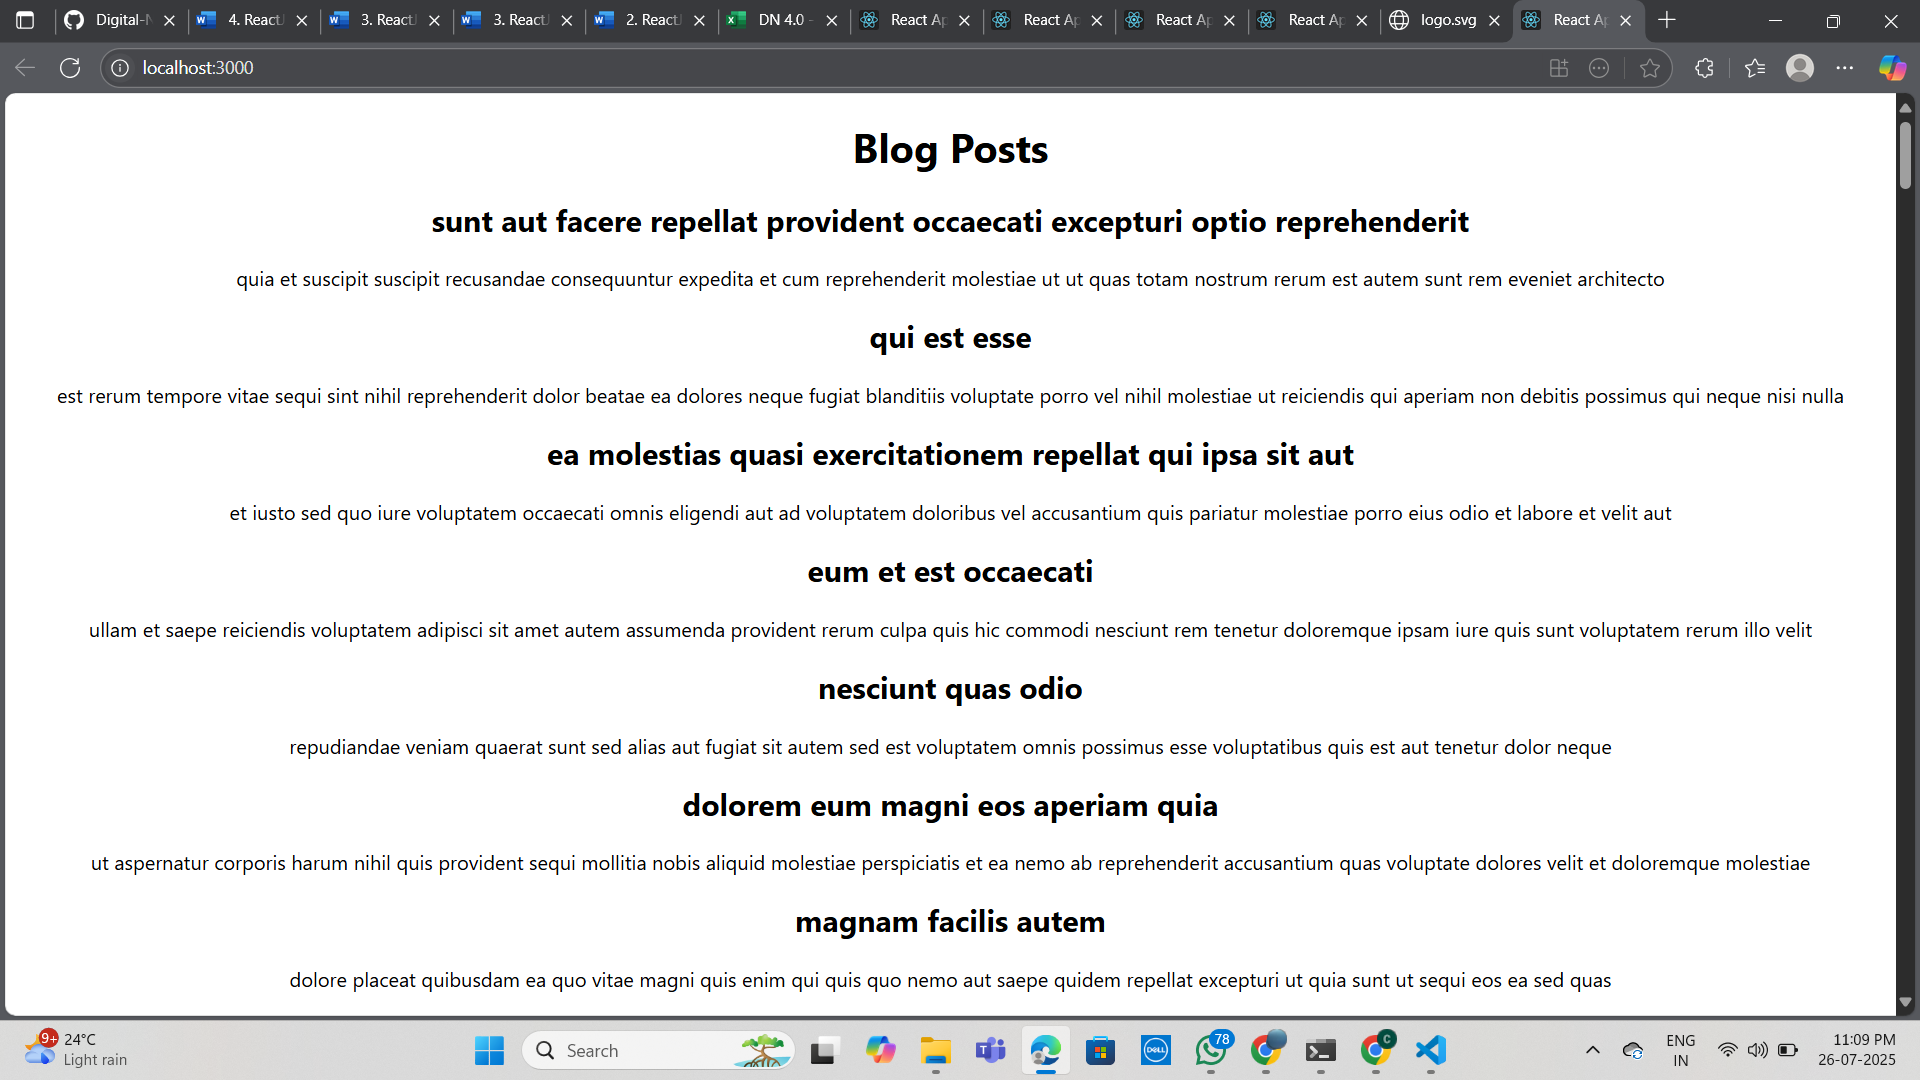 Digital-N
4. ReactJ
3. ReactJ
3. ReactJ
2. ReactJ
DN 4.0 -
React Ap
React Ap
React Ap
React Ap
logo.svg
React Ap
localhost:3000
Blog Posts
sunt aut facere repellat provident occaecati excepturi optio reprehenderit
quia et suscipit suscipit recusandae consequuntur expedita et cum reprehenderit molestiae ut ut quas totam nostrum rerum est autem sunt rem eveniet architecto
qui est esse
est rerum tempore vitae sequi sint nihil reprehenderit dolor beatae ea dolores neque fugiat blanditiis voluptate porro vel nihil molestiae ut reiciendis qui aperiam non debitis possimus qui neque nisi nulla
ea molestias quasi exercitationem repellat qui ipsa sit aut
et iusto sed quo iure voluptatem occaecati omnis eligendi aut ad voluptatem doloribus vel accusantium quis pariatur molestiae porro eius odio et labore et velit aut
eum et est occaecati
ullam et saepe reiciendis voluptatem adipisci sit amet autem assumenda provident rerum culpa quis hic commodi nesciunt rem tenetur doloremque ipsam iure quis sunt voluptatem rerum illo velit
nesciunt quas odio
repudiandae veniam quaerat sunt sed alias aut fugiat sit autem sed est voluptatem omnis possimus esse voluptatibus quis est aut tenetur dolor neque
dolorem eum magni eos aperiam quia
ut aspernatur corporis harum nihil quis provident sequi mollitia nobis aliquid molestiae perspiciatis et ea nemo ab reprehenderit accusantium quas voluptate dolores velit et doloremque molestiae
magnam facilis autem
dolore placeat quibusdam ea quo vitae magni quis enim qui quis quo nemo aut saepe quidem repellat excepturi ut quia sunt ut sequi eos ea sed quas
9+
24°C
Light rain
Search
DELL
78
C
ENG
IN
11:09 PM
26-07-2025